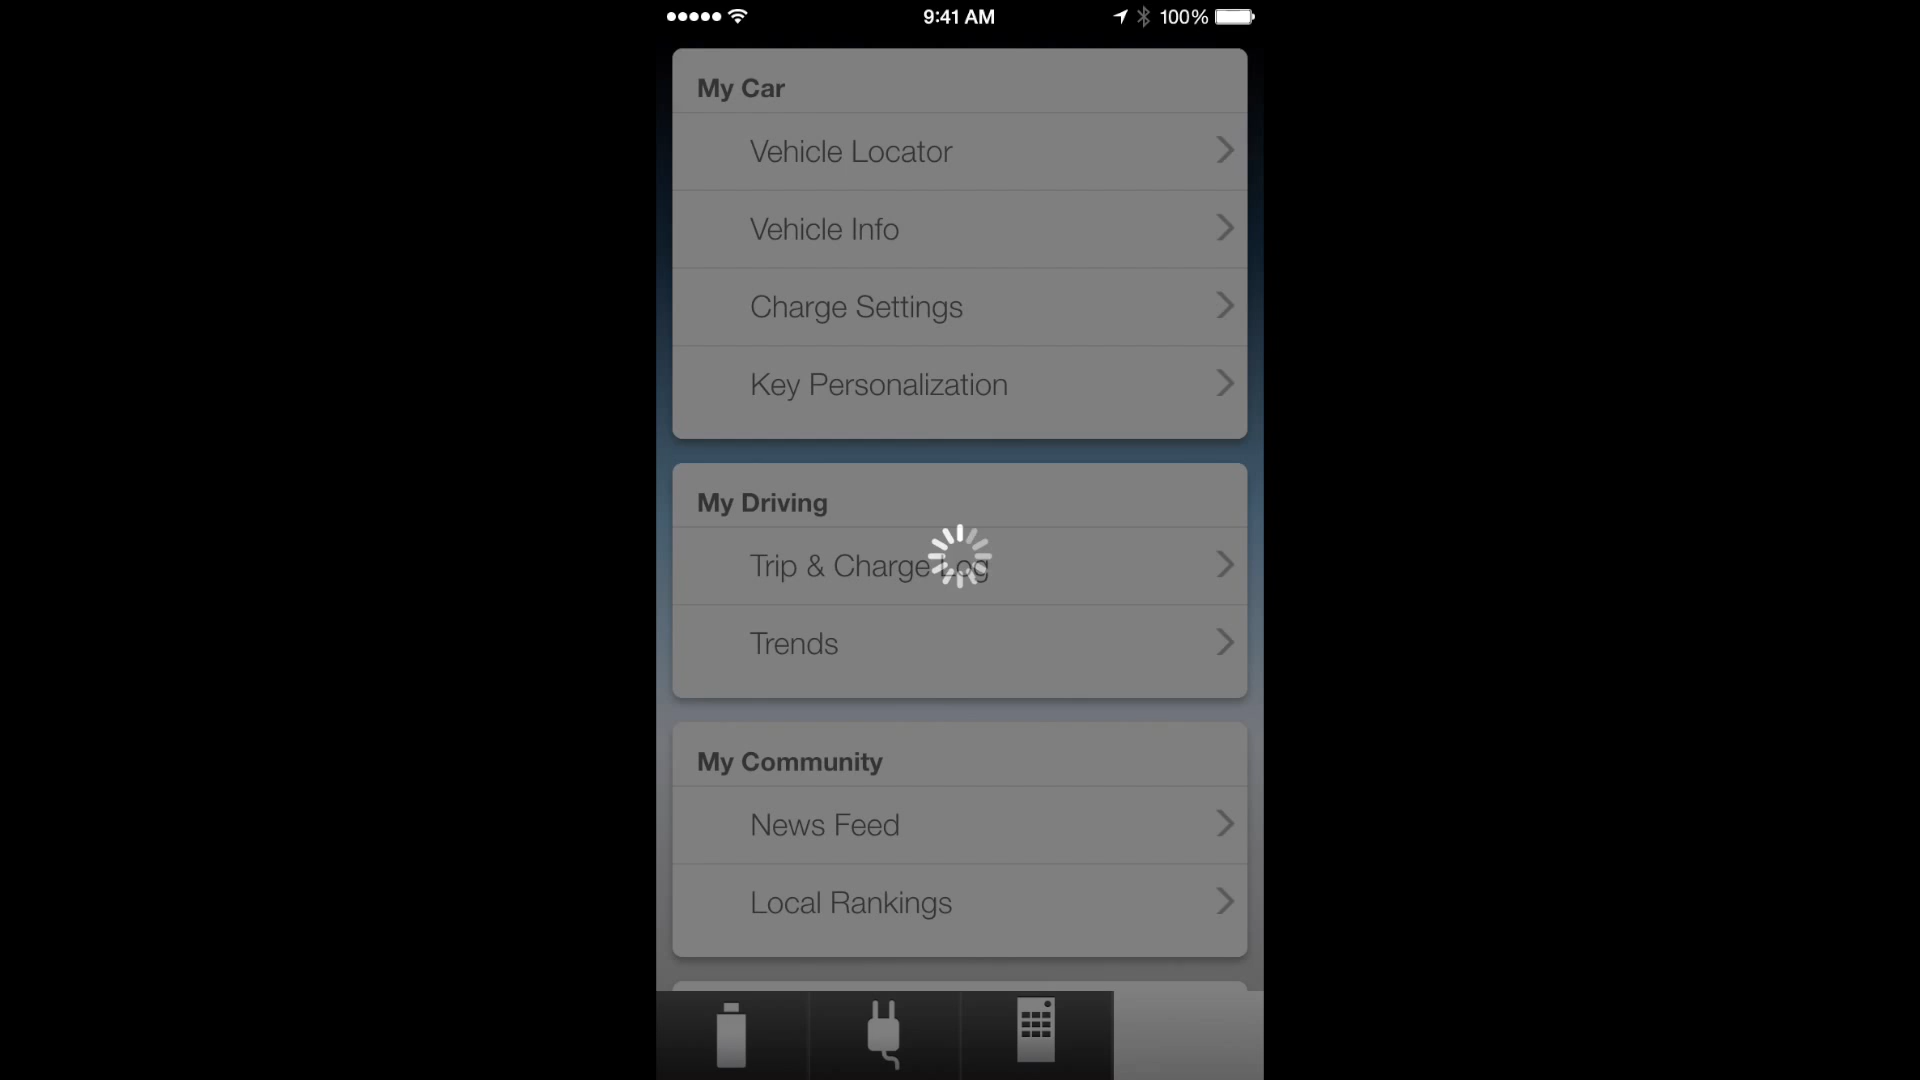 9:41 AM
100%
My Car
Vehicle Locator
Vehicle Info
Charge Settings
Key Personalization
My Driving
Trip & Charge Log
Trends
My Community
News Feed
Local Rankings